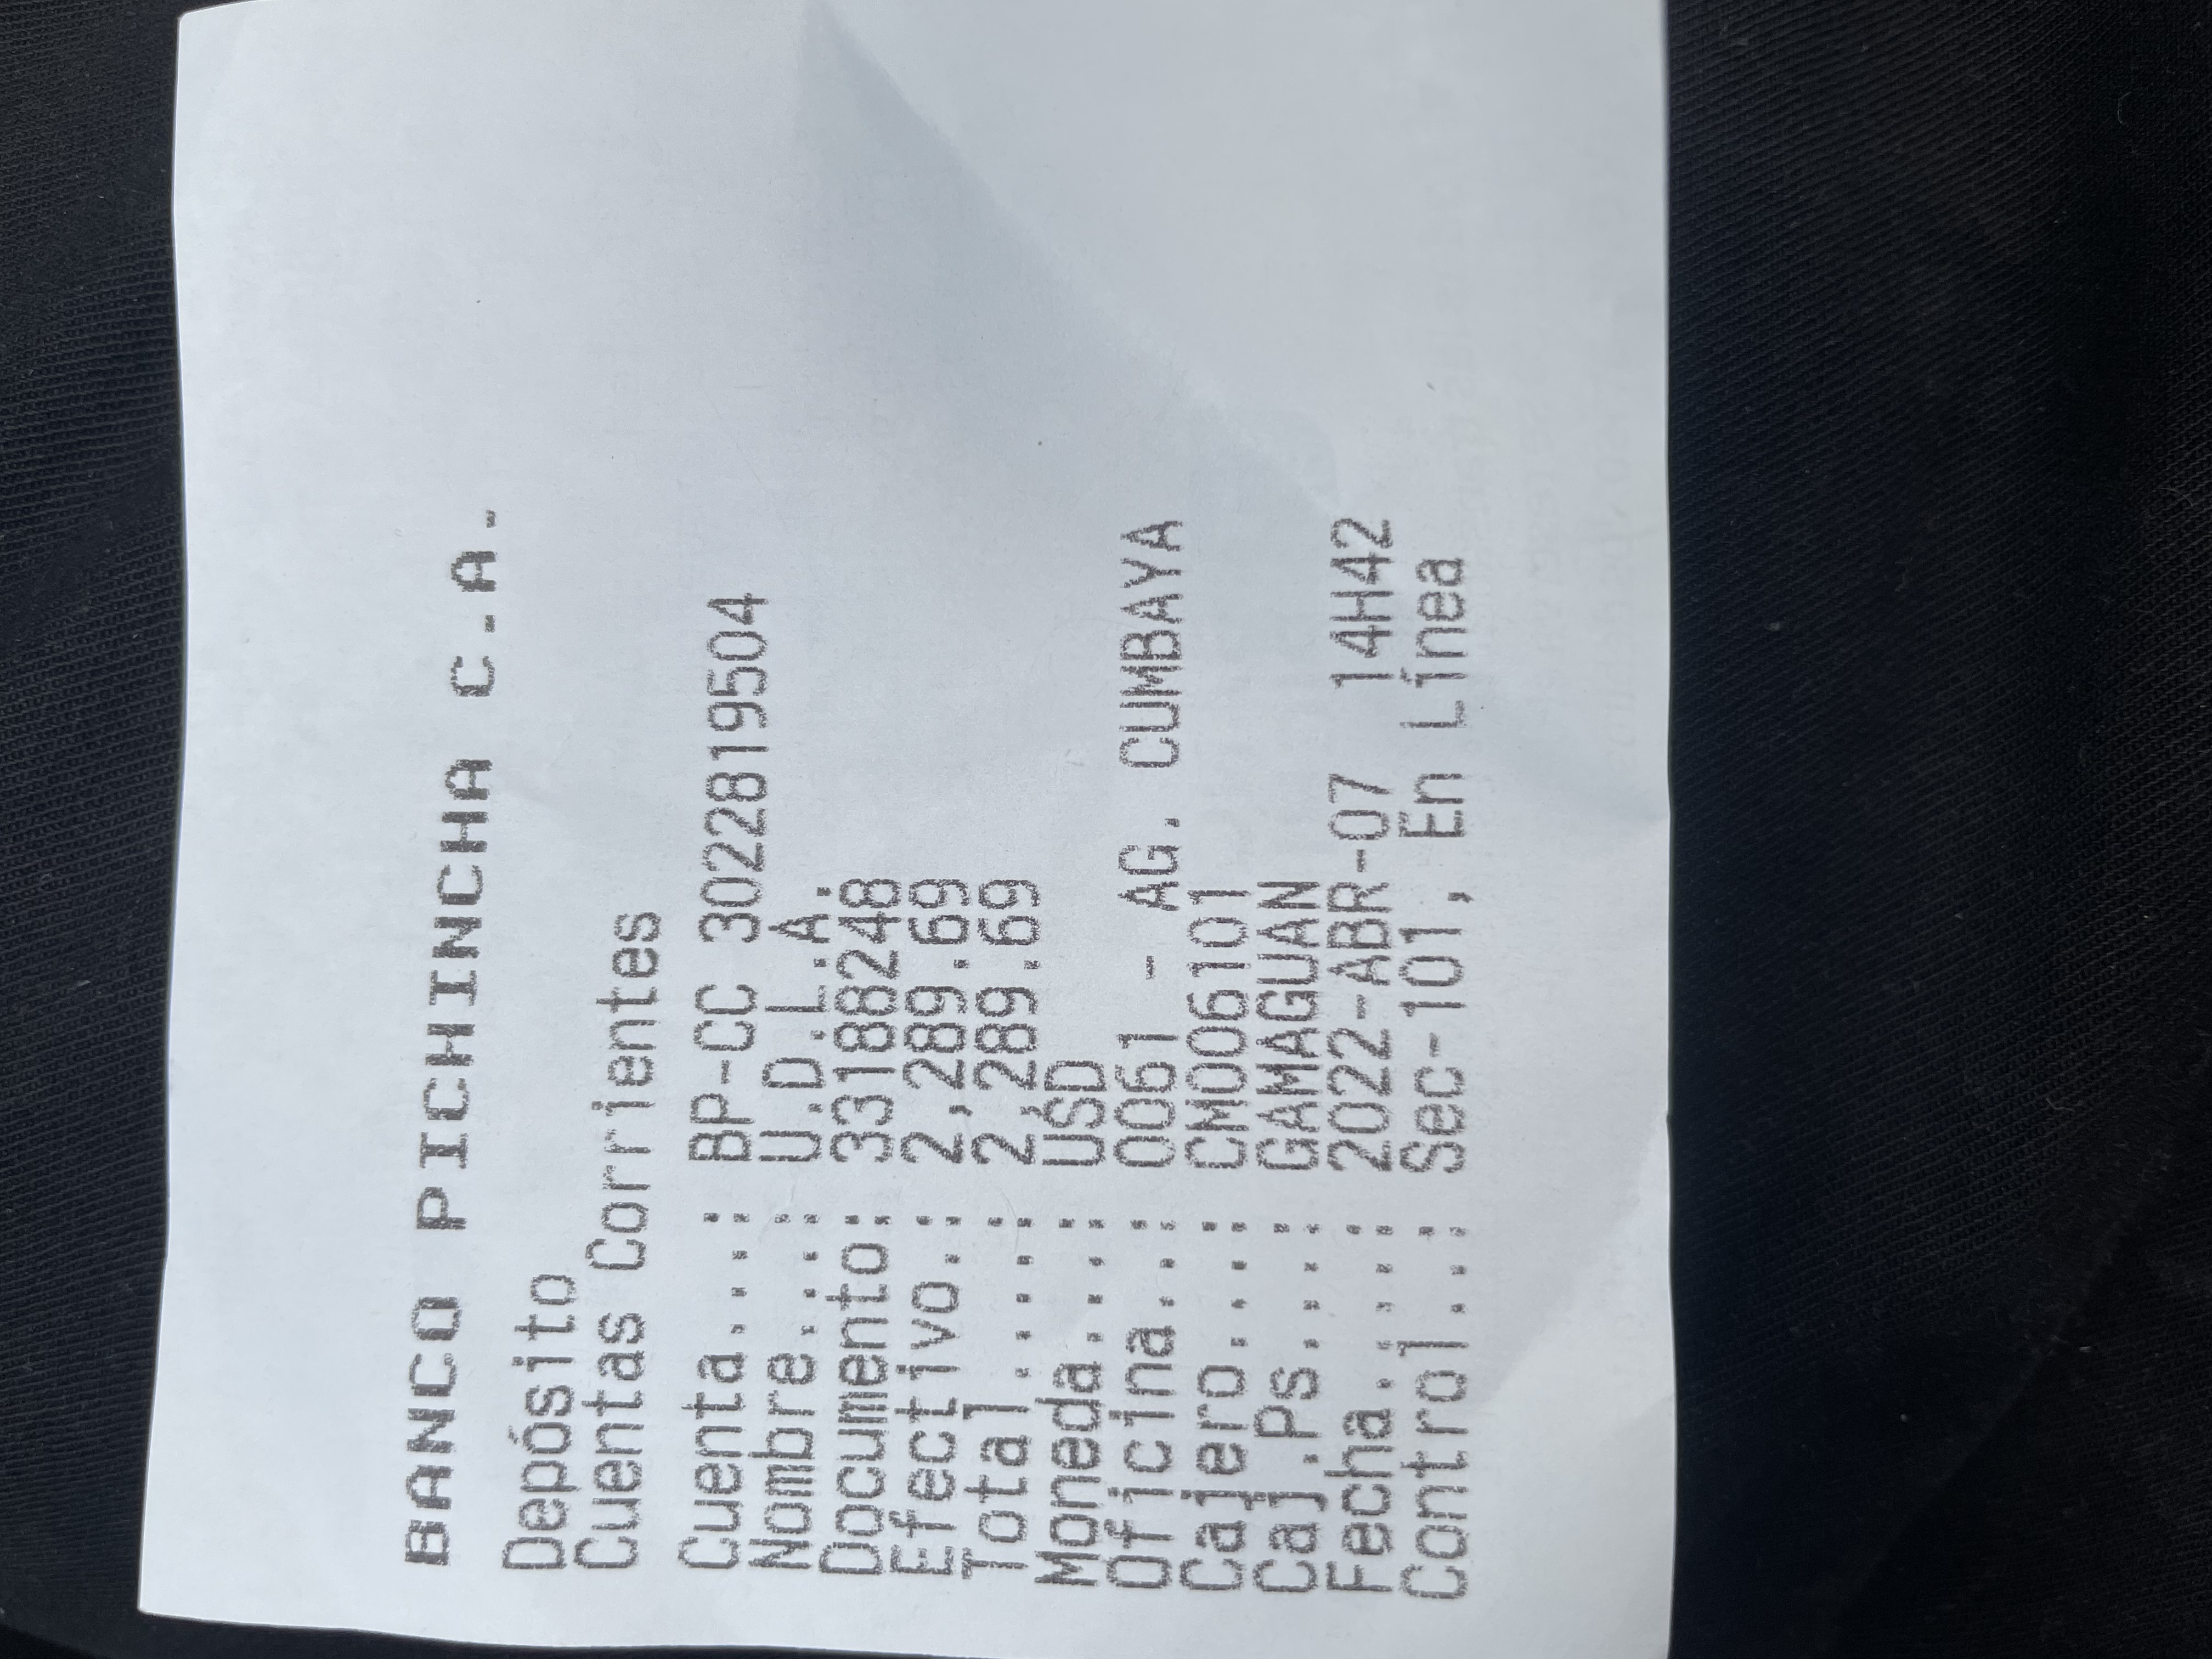 BANCO PICHINCHA C.A.
Depósito
Cuentas Corrientes
Cuenta....: BP-CC 3022819504
Nombre....: U.D.L.A.
Documento: 33188248
Efectivo.: 2,289.69
Total.....: 2,289.69
Moneda....: USD
Oficina...: 0061 - AG. CUMBAYA
Cajero....: CM006101
Caj.Ps....: GAMAGUAN
Fecha.....: 2022-ABR-07 14H42
Control...: Sec-101, En Línea